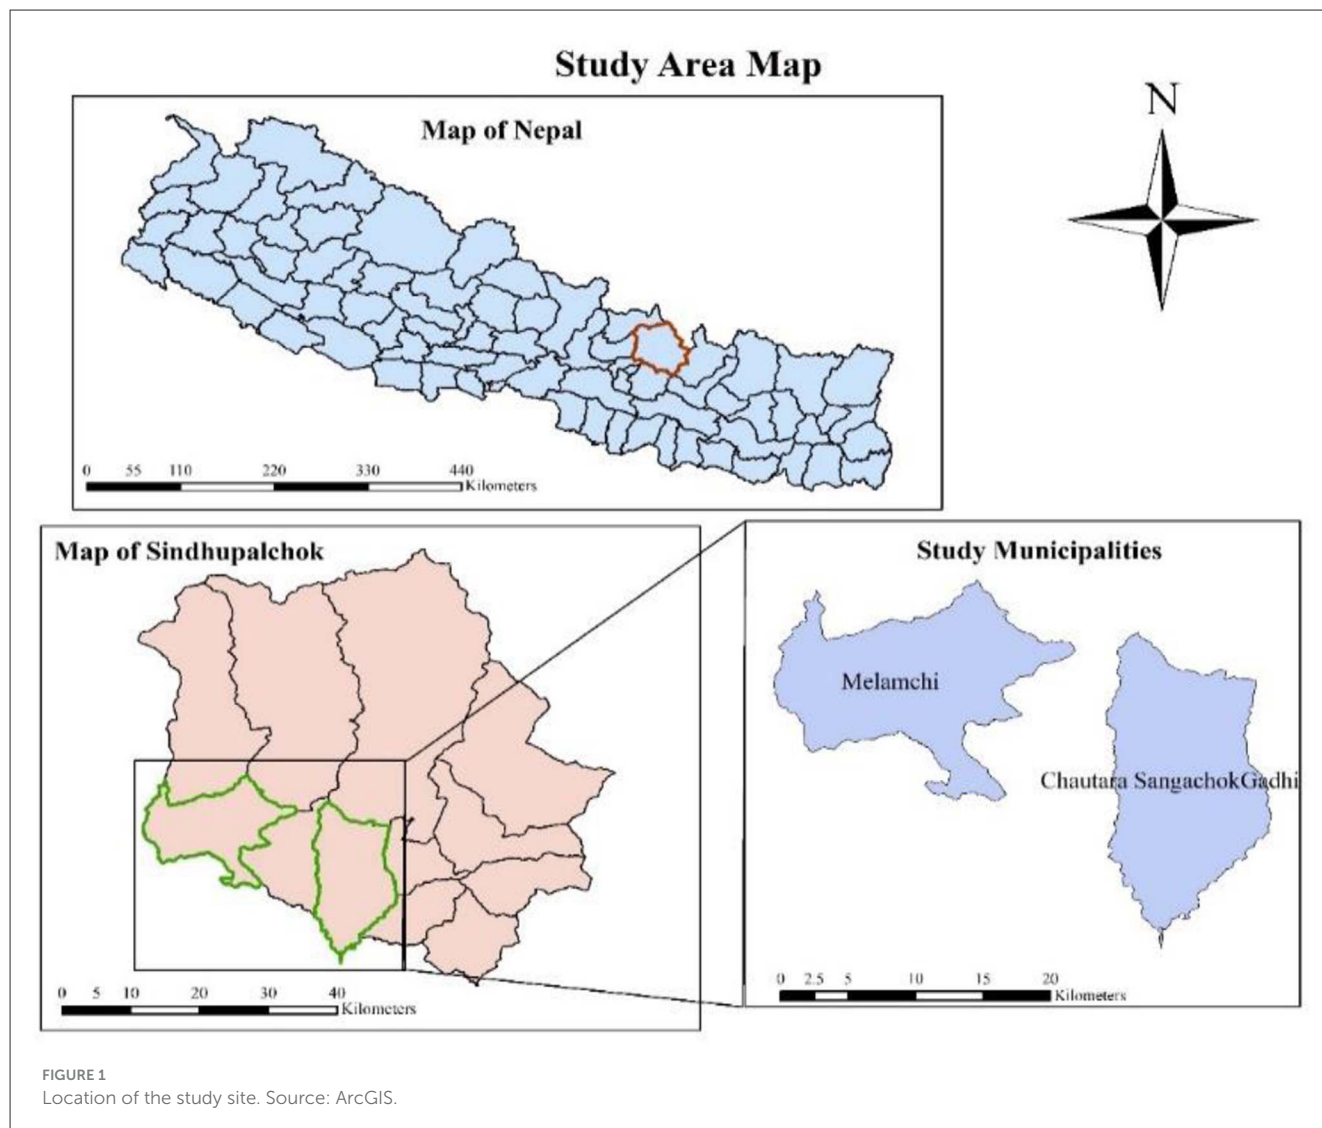 Study Area Map
N
Map of Nepal
0 55 110 220 330 440
Kilometers
Map of Sindhupalchok
0 5 10 20 30 40
Kilometers
Study Municipalities
Melamchi
Chautara SangachokGadhi
0 2.5 5 10 15 20
Kilometers
FIGURE 1
Location of the study site. Source: ArcGIS.